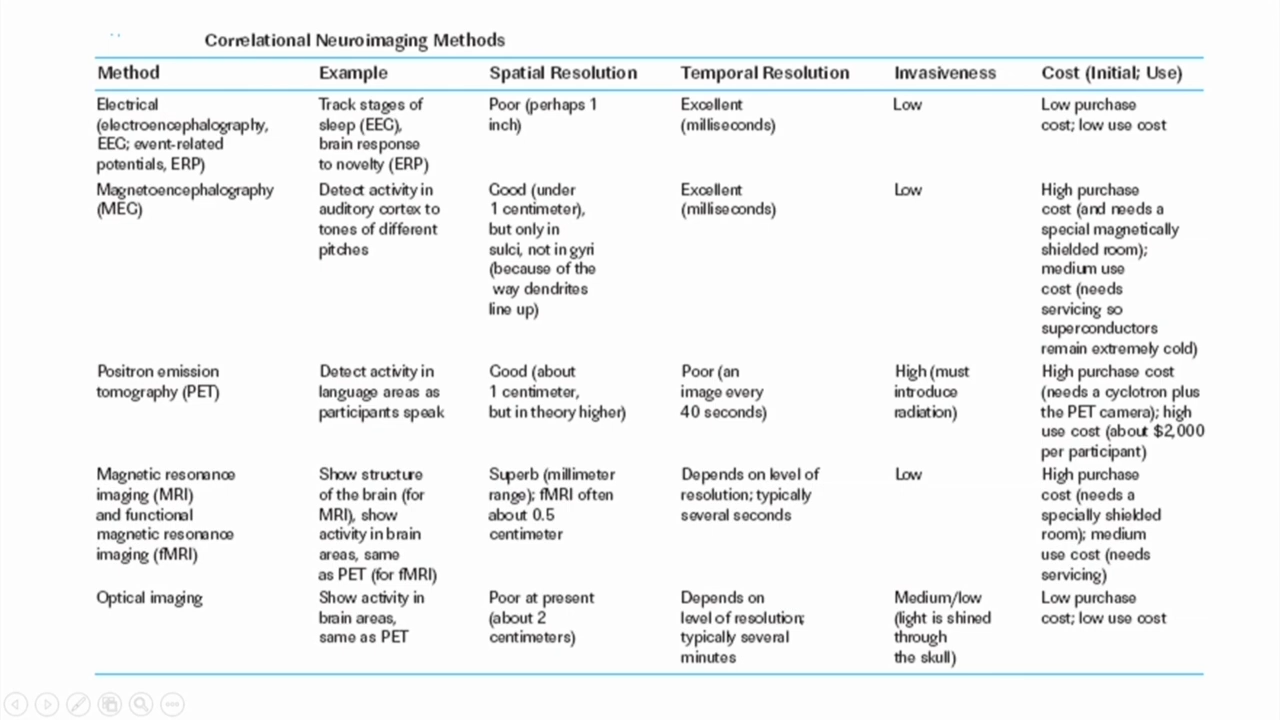 Correlational Neuroimaging Methods
Method Example Spatial Resolution Temporal Resolution Invasiveness Cost (Initial; Use)
Electrical
(electroencephalography,
EEG; event-related
potentials, ERP)
Track stages of
sleep (EEG),
brain response
to novelty (ERP)
Poor (perhaps 1
inch)
Excellent
(milliseconds)
Low
Low purchase
cost; low use cost
Magnetoencephalography
(MEG)
Detect activity in
auditory cortex to
tones of different
pitches
Good (under
1 centimeter),
but only in
sulci, not in gyri
(because of the
way dendrites
line up)
Excellent
(milliseconds)
Low
High purchase
cost (and needs a
special magnetically
shielded room);
medium use
cost (needs
servicing so
superconductors
remain extremely cold)
Positron emission
tomography (PET)
Detect activity in
language areas as
participants speak
Good (about
1 centimeter,
but in theory higher)
Poor (an
image every
40 seconds)
High (must
introduce
radiation)
High purchase cost
(needs a cyclotron plus
the PET camera); high
use cost (about $2,000
per participant)
Magnetic resonance
imaging (MRI)
and functional
magnetic resonance
imaging (fMRI)
Show structure
of the brain (for
MRI), show
activity in brain
areas, same
as PET (for fMRI)
Superb (millimeter
range); fMRI often
about 0.5
centimeter
Depends on level of
resolution; typically
several seconds
Low
High purchase
cost (needs a
specially shielded
room); medium
use cost (needs
servicing)
Optical imaging
Show activity in
brain areas,
same as PET
Poor at present
(about 2
centimeters)
Depends on
level of resolution;
typically several
minutes
Medium/low
(light is shined
through
the skull)
Low purchase
cost; low use cost